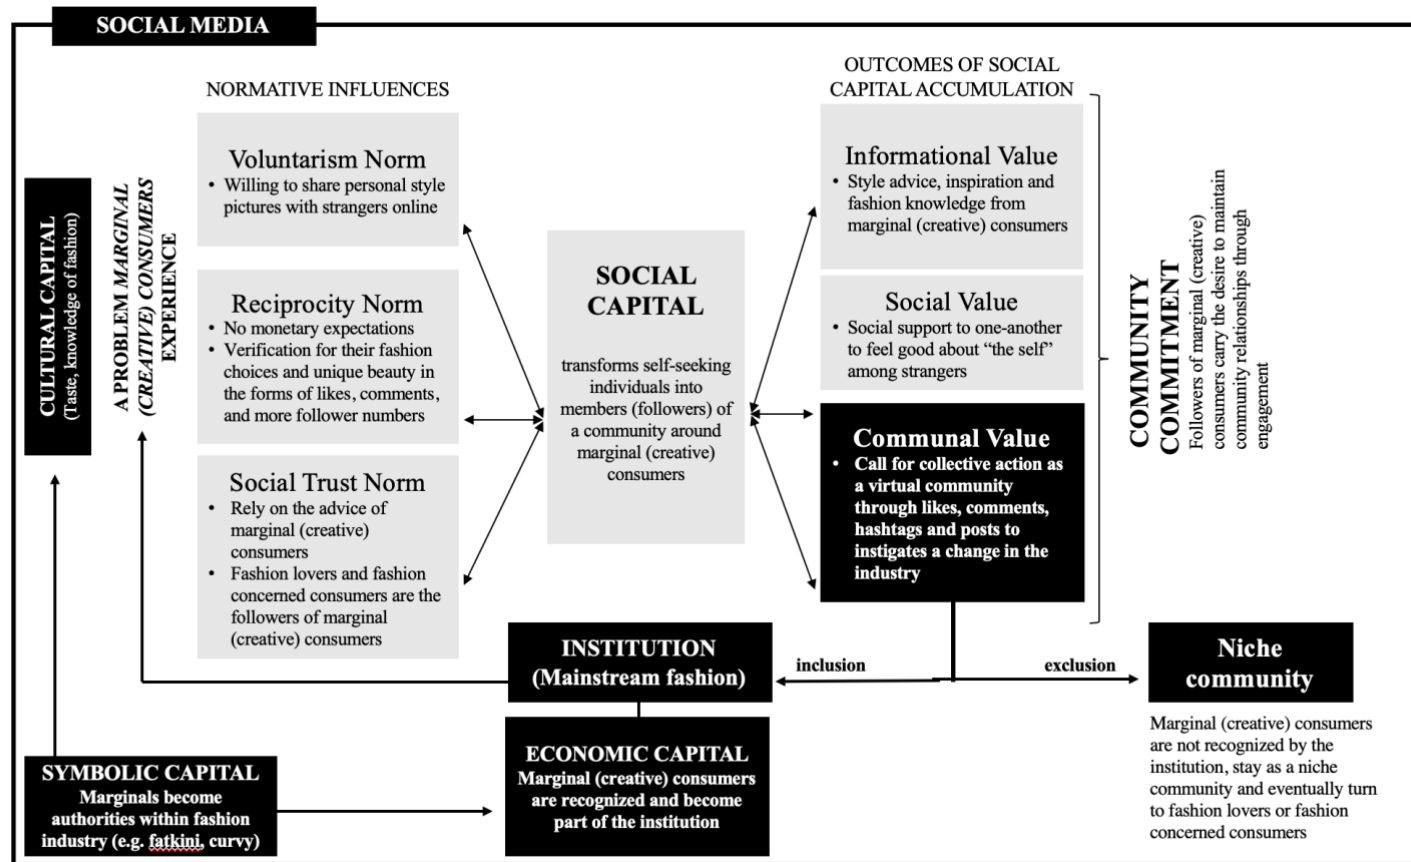 SOCIAL MEDIA
NORMATIVE INFLUENCES
OUTCOMES OF SOCIAL
CAPITAL ACCUMULATION
CULTURAL CAPITAL
(Taste, knowledge of fashion)
A PROBLEM MARGINAL
(CREATIVE) CONSUMERS
EXPERIENCE
Voluntarism Norm
• Willing to share personal style
pictures with strangers online
Reciprocity Norm
• No monetary expectations
• Verification for their fashion
choices and unique beauty in
the forms of likes, comments,
and more follower numbers
Social Trust Norm
• Rely on the advice of
marginal (creative)
consumers
• Fashion lovers and fashion
concerned consumers are the
followers of marginal
(creative) consumers
SOCIAL
CAPITAL
transforms self-seeking
individuals into
members (followers) of
a community around
marginal (creative)
consumers
Informational Value
• Style advice, inspiration and
fashion knowledge from
marginal (creative) consumers
Social Value
• Social support to one-another
to feel good about “the self”
among strangers
Communal Value
• Call for collective action as
a virtual community
through likes, comments,
hashtags and posts to
instigates a change in the
industry
COMMUNITY
COMMITMENT
Followers of marginal (creative)
consumers carry the desire to maintain
community relationships through
engagement
INSTITUTION
(Mainstream fashion)
inclusion
exclusion
Niche
community
Marginal (creative) consumers
are not recognized by the
institution, stay as a niche
community and eventually turn
to fashion lovers or fashion
concerned consumers
SYMBOLIC CAPITAL
Marginals become
authorities within fashion
industry (e.g. fatkini, curvy)
ECONOMIC CAPITAL
Marginal (creative) consumers
are recognized and become
part of the institution